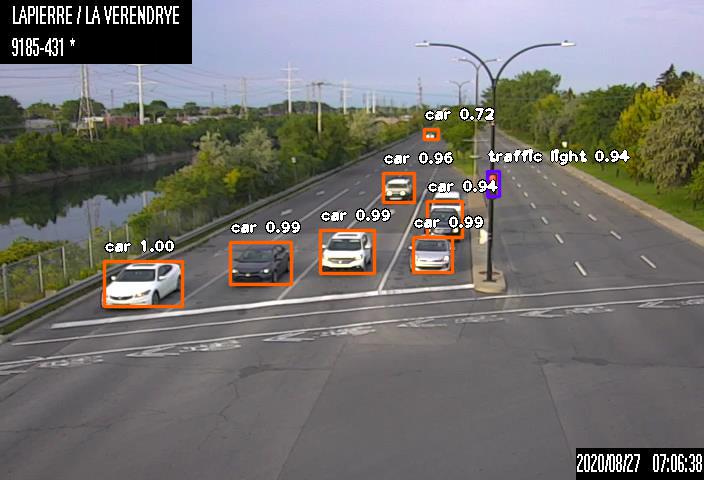 LAPIERRE / LA VERENDRYE
9185-431 *
car 0.72
car 0.96
traffic light 0.94
car 0.94
car 0.99
car 0.99
car 0.99
car 1.00
2020/08/27 07:06:38